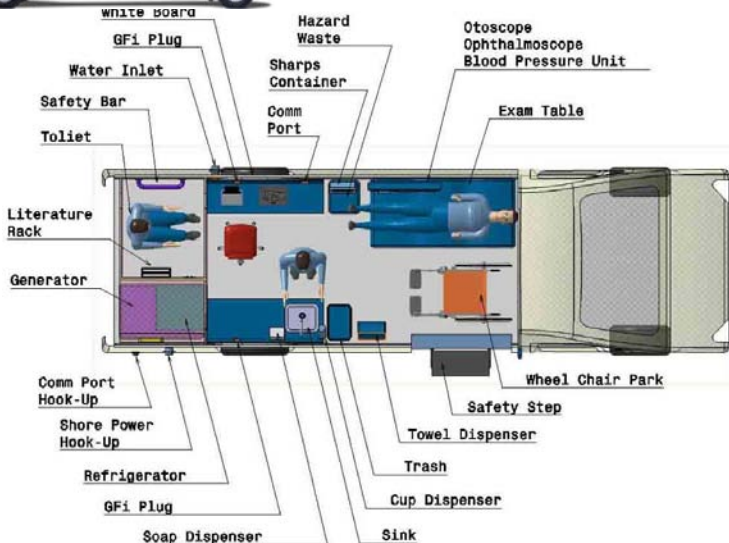 White Board
GFi Plug
Water Inlet
Safety Bar
Toliet
Hazard
Waste
Sharps
Container
Comm
Port
Otoscope
Ophthalmoscope
Blood Pressure Unit
Exam Table
Literature
Rack
Generator
Comm Port
Hook-Up
Shore Power
Hook-Up
Refrigerator
GFi Plug
Soap Dispenser
Sink
Cup Dispenser
Trash
Towel Dispenser
Safety Step
Wheel Chair Park